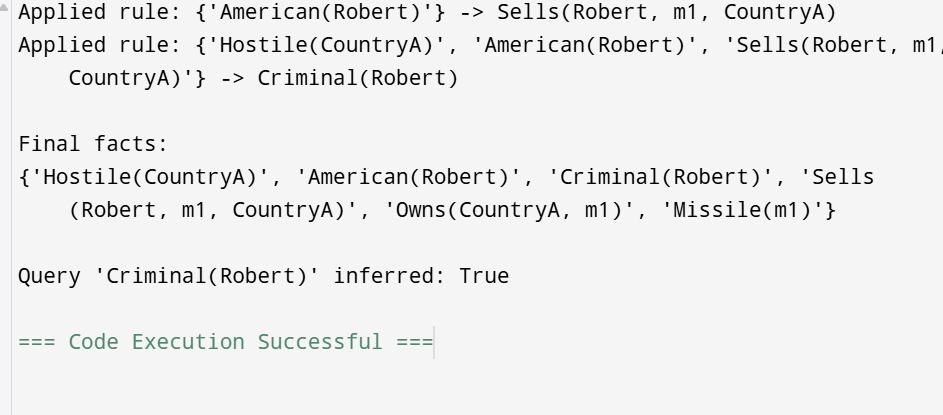 Applied rule: {'American(Robert)'} -> Sells(Robert, m1, CountryA)
Applied rule: {'Hostile(CountryA)', 'American(Robert)', 'Sells(Robert, m1,
CountryA)'} -> Criminal(Robert)
Final facts:
{'Hostile(CountryA)', 'American(Robert)', 'Criminal(Robert)', 'Sells
(Robert, m1, CountryA)', 'Owns(CountryA, m1)', 'Missile(m1)'}
Query 'Criminal(Robert)' inferred: True
=== Code Execution Successful ===